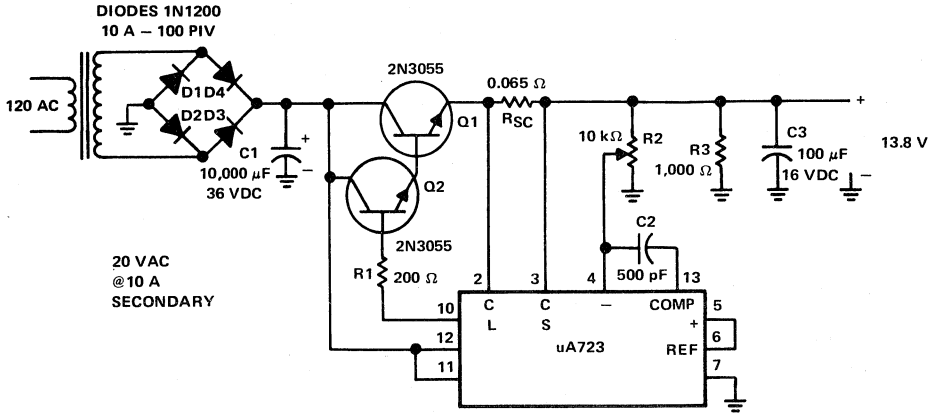 DIODES 1N1200
10 A – 100 PIV
120 AC
D1 D4
D2 D3
C1
+
10,000 μF
–
36 VDC
2N3055
Q1
Q2
2N3055
0.065 Ω
RSC
10 kΩ
R2
R3
1,000 Ω
C3
100 μF
16 VDC
+
13.8 V
–
20 VAC
@10 A
SECONDARY
R1
200 Ω
C2
500 pF
2
3
4
13
C
L
C
S
–
COMP
5
+
10
6
REF
12
uA723
7
11